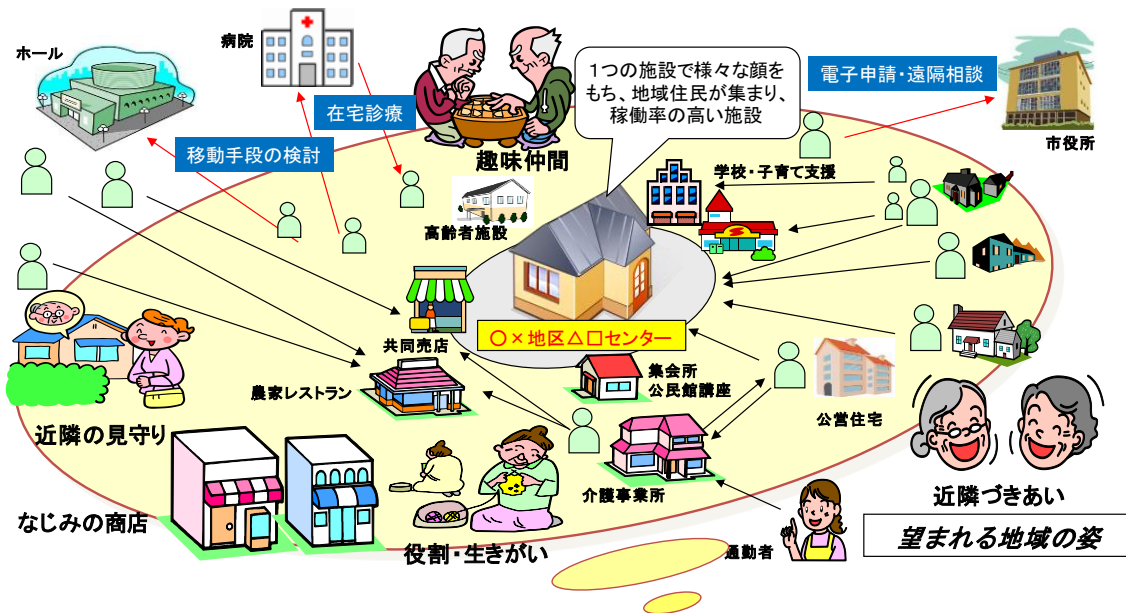 ホール
病院
1つの施設で様々な顔を
もち、地域住民が集まり、
稼働率の高い施設
電子申請・遠隔相談
在宅診療
市役所
移動手段の検討
趣味仲間
学校・子育て支援
高齢者施設
〇×地区△□センター
共同売店
集会所
公民館講座
農家レストラン
公営住宅
近隣の見守り
介護事業所
近隣づきあい
なじみの商店
役割・生きがい
通勤者
望まれる地域の姿